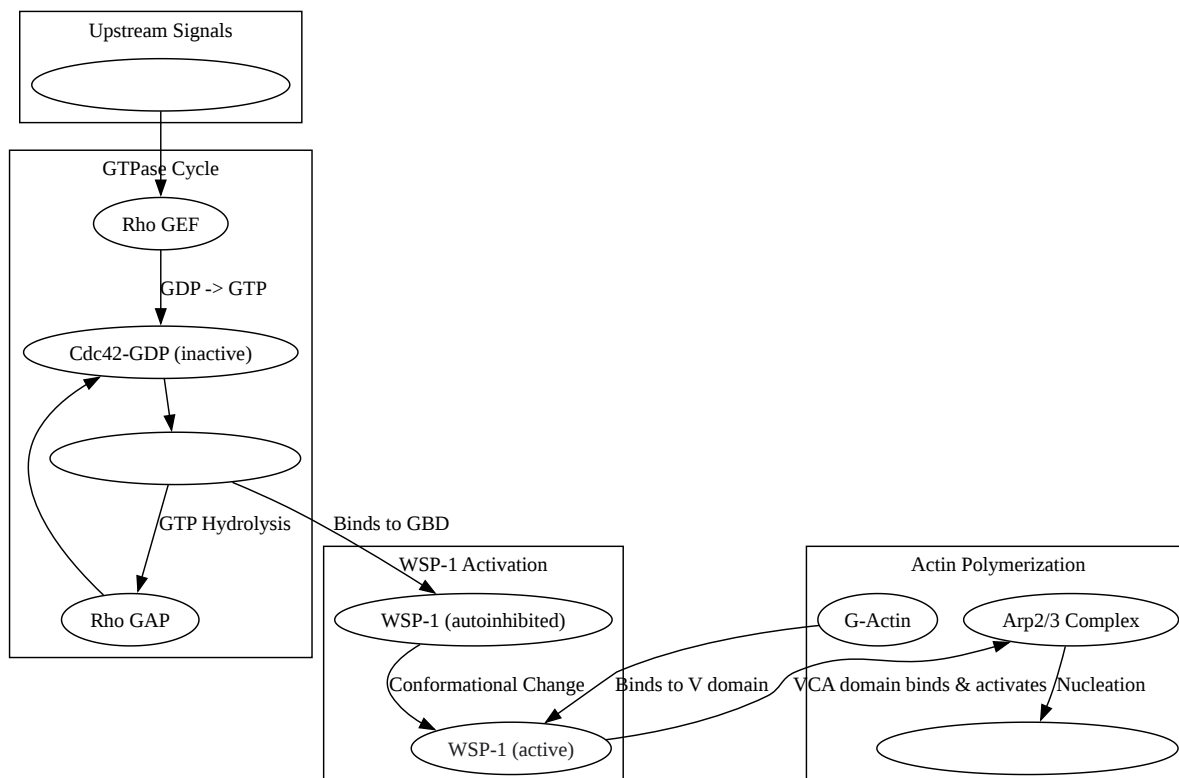 Upstream Signals
GTPase Cycle
Rho GEF
GDP -> GTP
Cdc42-GDP (inactive)
GTP Hydrolysis
Binds to GBD
Rho GAP
WSP-1 Activation
WSP-1 (autoinhibited)
Conformational Change
WSP-1 (active)
Actin Polymerization
G-Actin
Arp2/3 Complex
Binds to V domain
VCA domain binds & activates
Nucleation